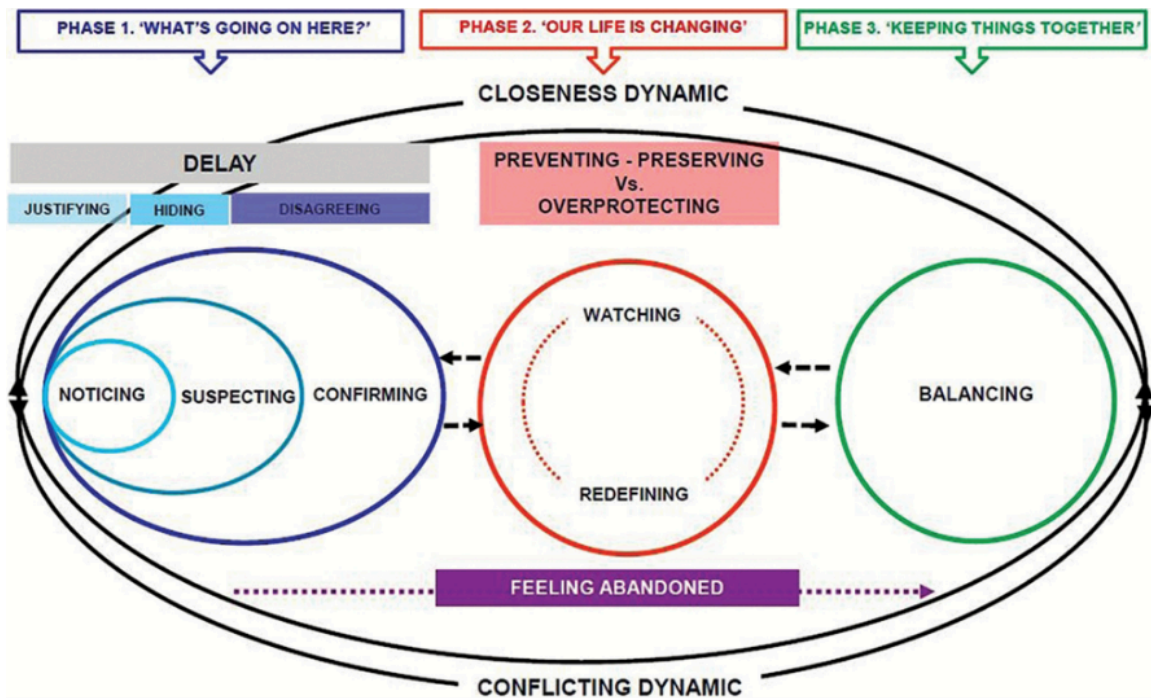 PHASE 1. ‘WHAT’S GOING ON HERE?’
PHASE 2. ‘OUR LIFE IS CHANGING’
PHASE 3. ‘KEEPING THINGS TOGETHER’
CLOSENESS DYNAMIC
DELAY
JUSTIFYING
HIDING
DISAGREEING
PREVENTING - PRESERVING
Vs.
OVERPROTECTING
NOTICING
SUSPECTING
CONFIRMING
WATCHING
REDEFINING
BALANCING
FEELING ABANDONED
CONFLICTING DYNAMIC